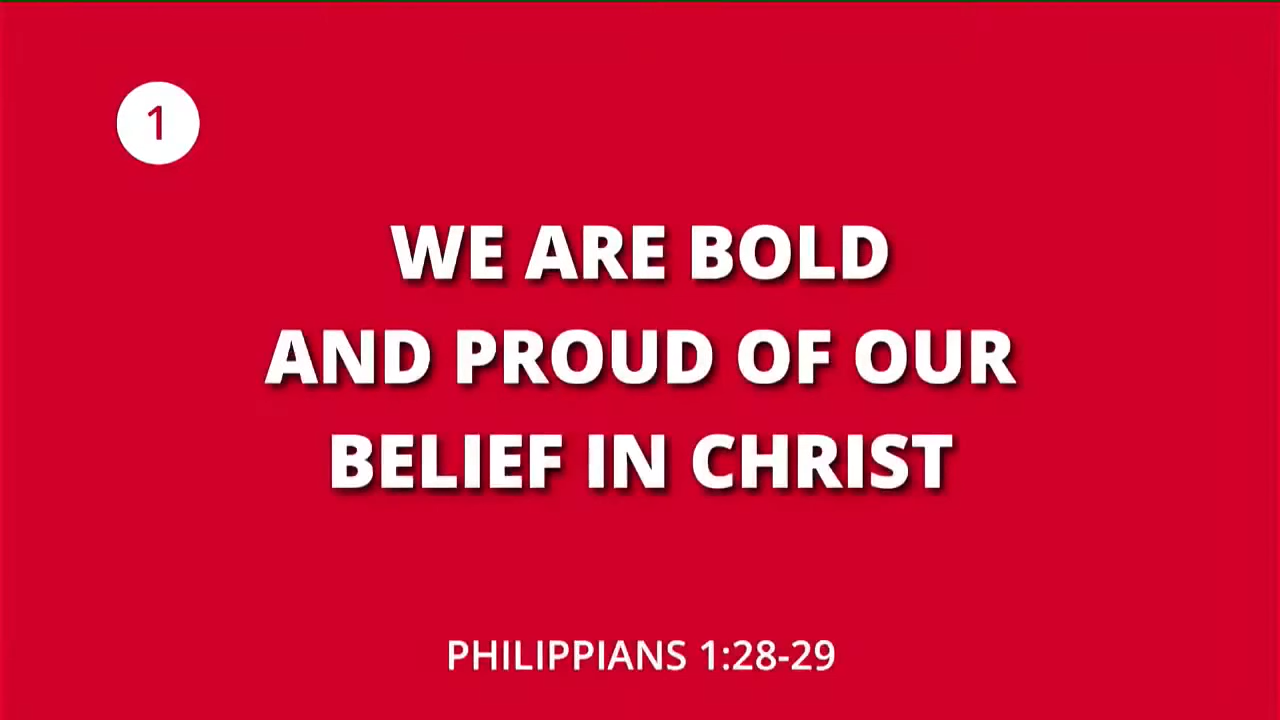 1
WE ARE BOLD
AND PROUD OF OUR
BELIEF IN CHRIST
PHILIPPIANS 1:28-29